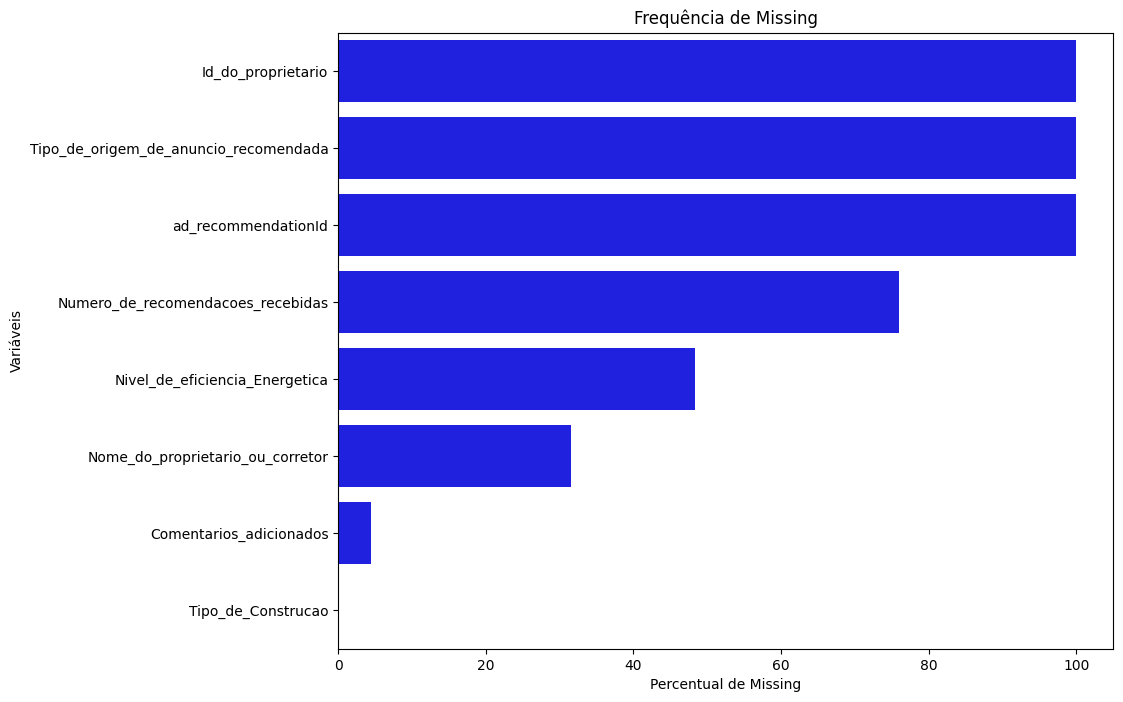 Frequência de Missing
Id_do_proprietario
Tipo_de_origem_de_anuncio_recomendada
ad_recommendationId
Numero_de_recomendacoes_recebidas
Nivel_de_eficiencia_Energetica
Nome_do_proprietario_ou_corretor
Comentarios_adicionados
Tipo_de_Construcao
Variáveis
0 20 40 60 80 100
Percentual de Missing